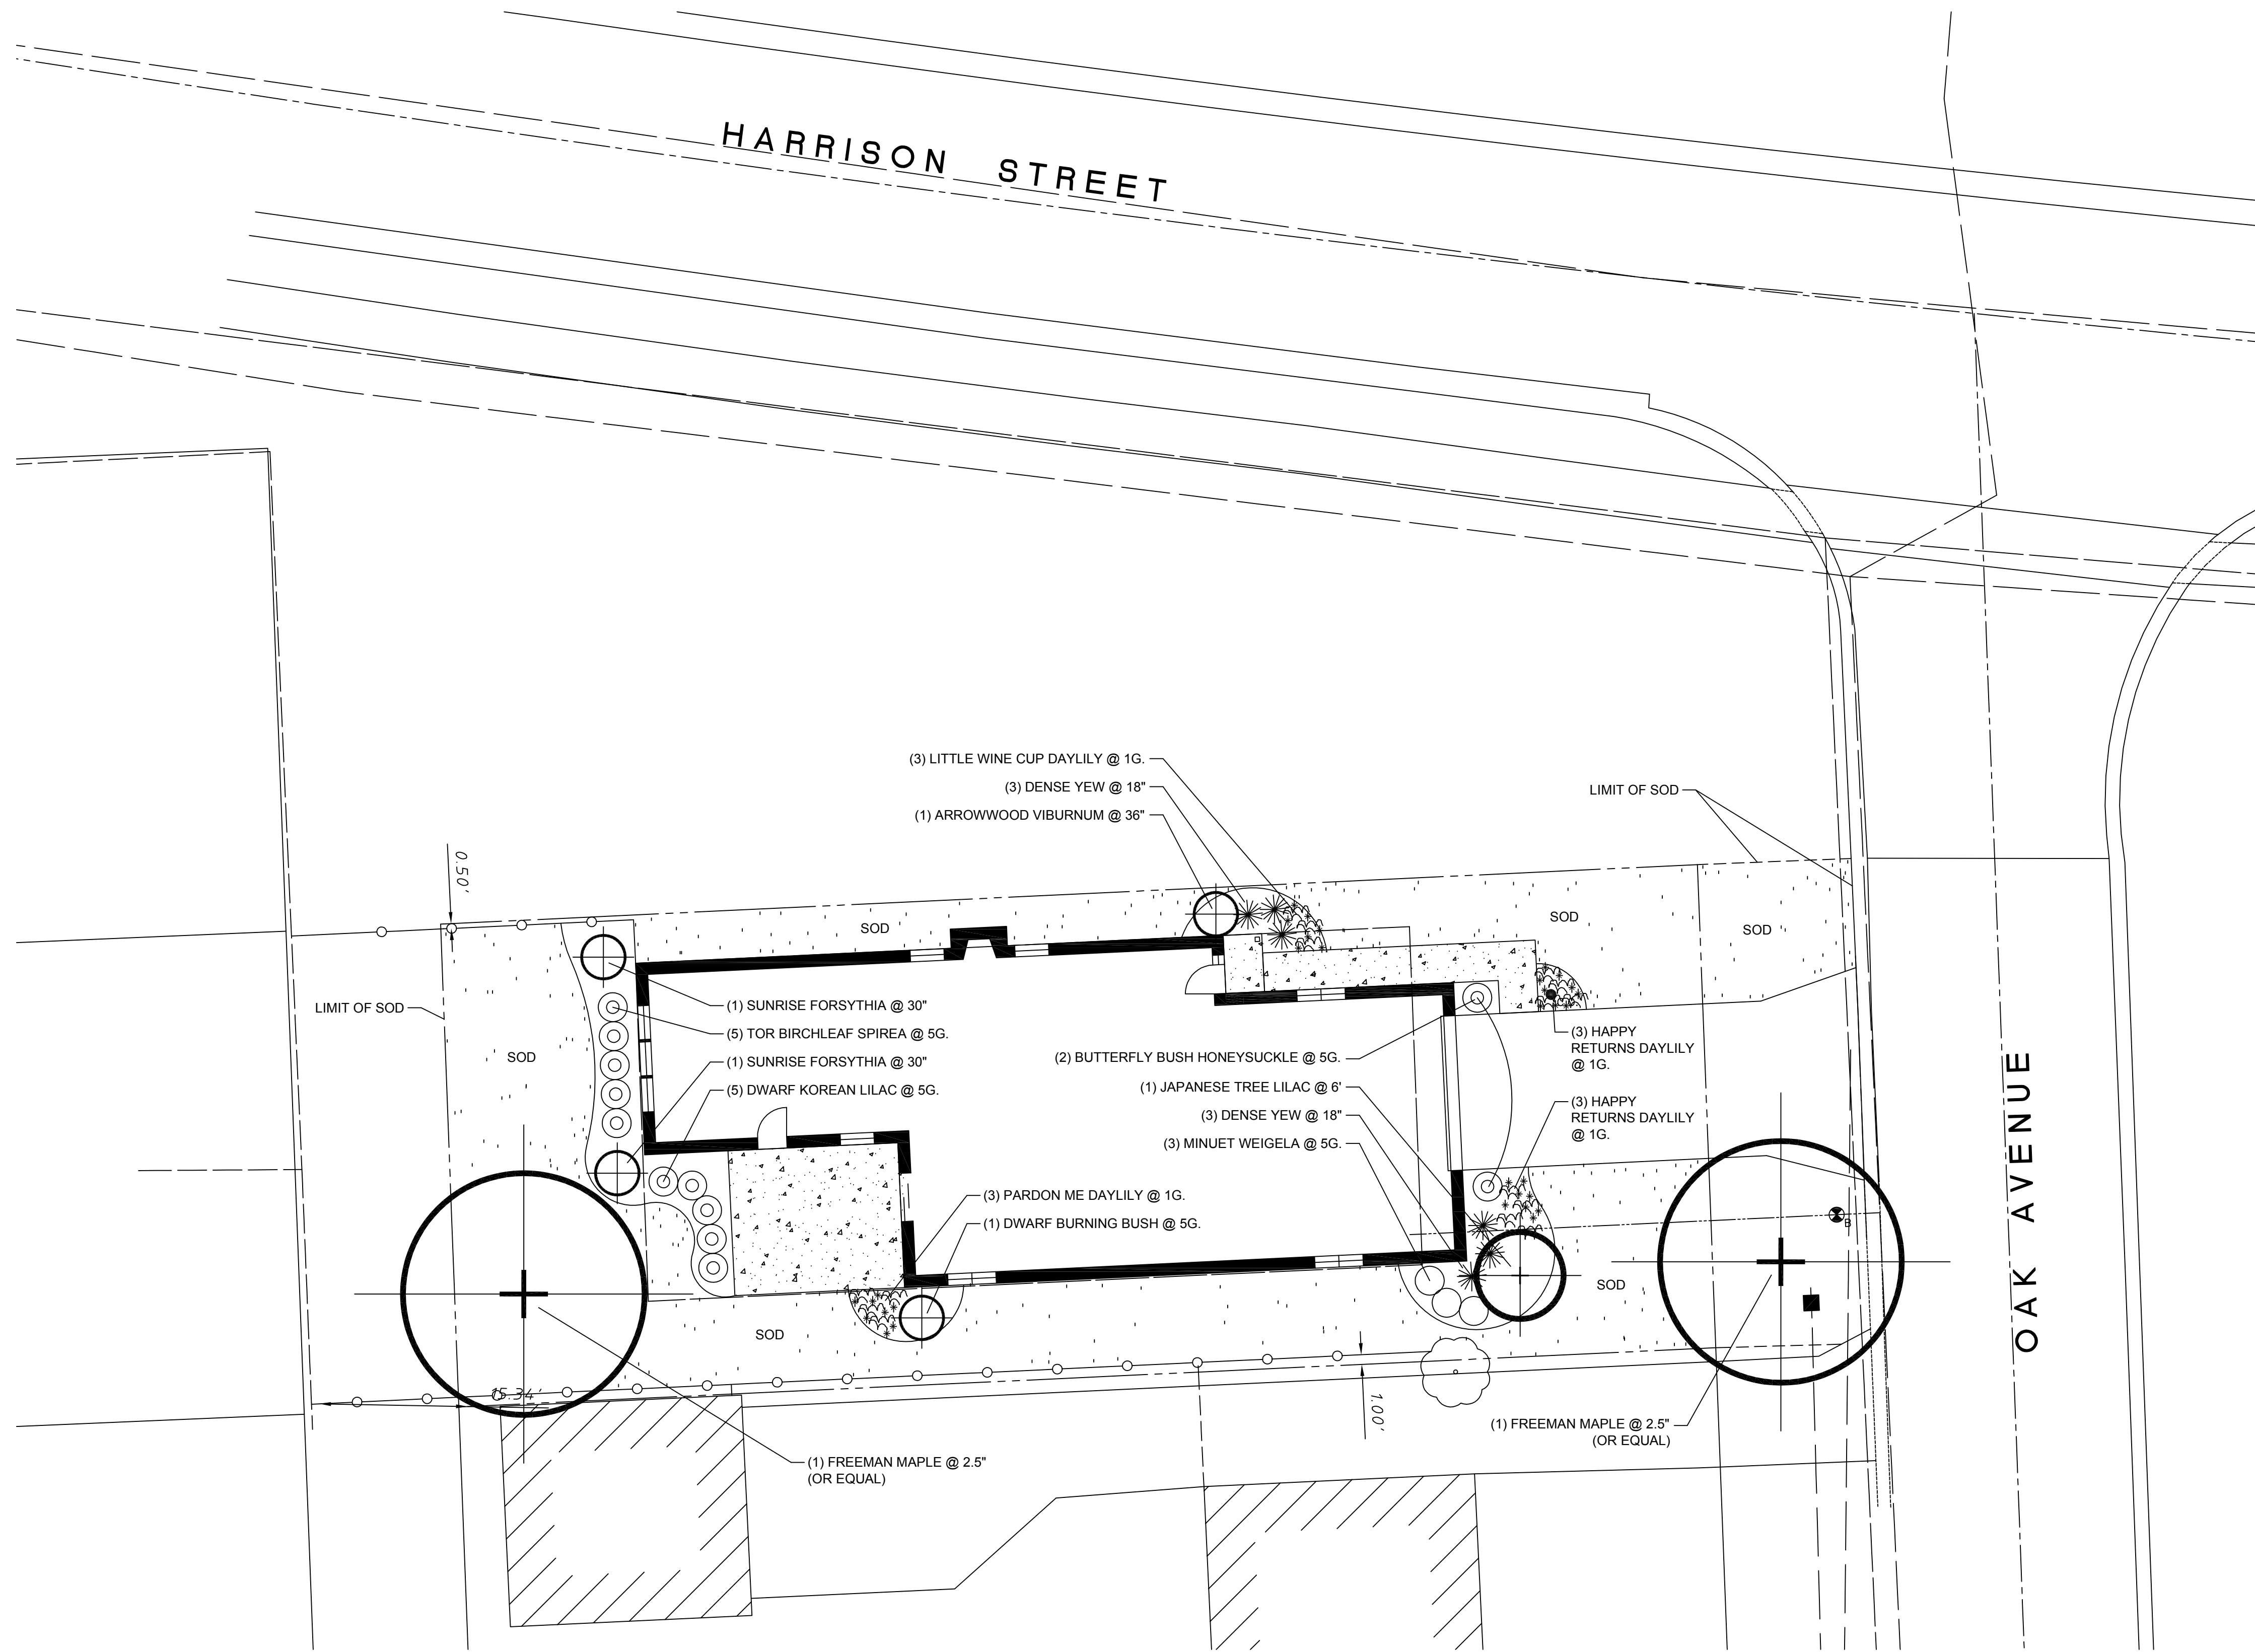 HARRISON STREET
(3) LITTLE WINE CUP DAYLILY @ 1G.
(3) DENSE YEW @ 18"
(1) ARROWWOOD VIBURNUM @ 36"
LIMIT OF SOD
0.50'
SOD
SOD
SOD
LIMIT OF SOD
SOD
(1) SUNRISE FORSYTHIA @ 30"
(5) TOR BIRCHLEAF SPIREA @ 5G.
(1) SUNRISE FORSYTHIA @ 30"
(5) DWARF KOREAN LILAC @ 5G.
(2) BUTTERFLY BUSH HONEYSUCKLE @ 5G.
(1) JAPANESE TREE LILAC @ 6'
(3) DENSE YEW @ 18"
(3) MINUET WEIGELA @ 5G.
(3) HAPPY
RETURNS DAYLILY
@ 1G.
(3) HAPPY
RETURNS DAYLILY
@ 1G.
OAK AVENUE
(3) PARDON ME DAYLILY @ 1G.
(1) DWARF BURNING BUSH @ 5G.
B
SOD
SOD
15.34'
1.00'
(1) FREEMAN MAPLE @ 2.5"
(OR EQUAL)
(1) FREEMAN MAPLE @ 2.5"
(OR EQUAL)